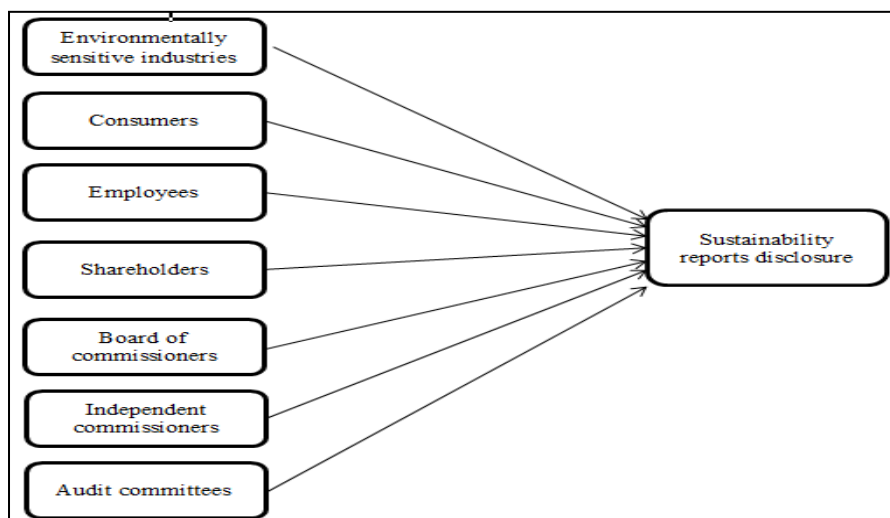 Environmentally
sensitive industries
Consumers
Employees
Shareholders
Board of
commissioners
Independent
commissioners
Audit committees
Sustainability
reports disclosure